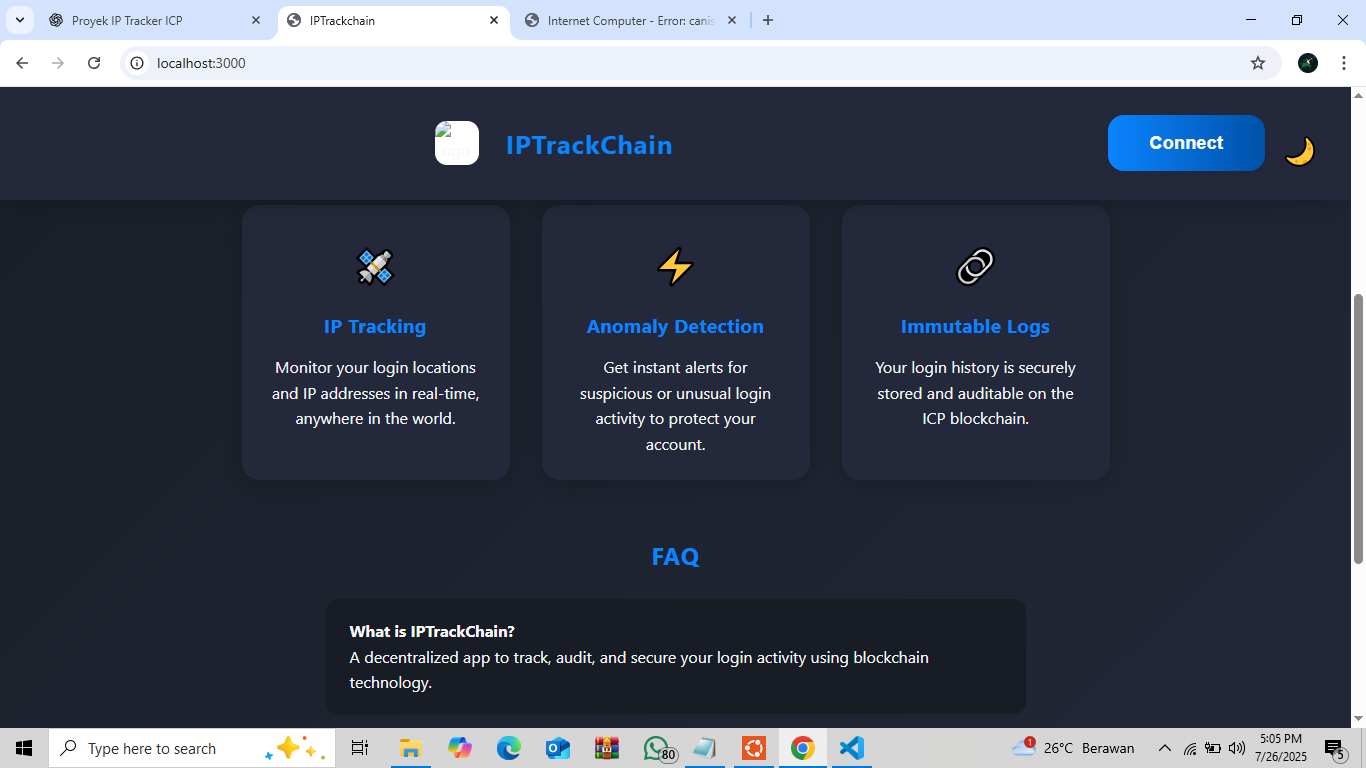 Proyek IP Tracker ICP
IPTrackchain
Internet Computer - Error: canis
localhost:3000
IPTrackChain
Connect
IP Tracking
Monitor your login locations
and IP addresses in real-time,
anywhere in the world.
Anomaly Detection
Get instant alerts for
suspicious or unusual login
activity to protect your
account.
Immutable Logs
Your login history is securely
stored and auditable on the
ICP blockchain.
FAQ
What is IPTrackChain?
A decentralized app to track, audit, and secure your login activity using blockchain
technology.
Type here to search
80
1
26°C Berawan
5:05 PM
7/26/2025
5